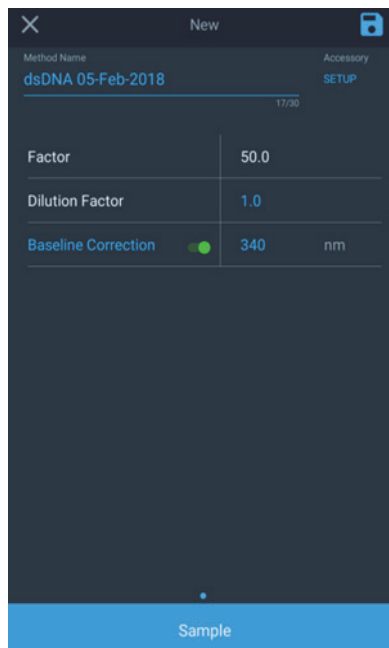 New
Method Name
Accessory
dsDNA 05-Feb-2018
SETUP
17/30
Factor 50.0
Dilution Factor 1.0
Baseline Correction 340 nm
Sample